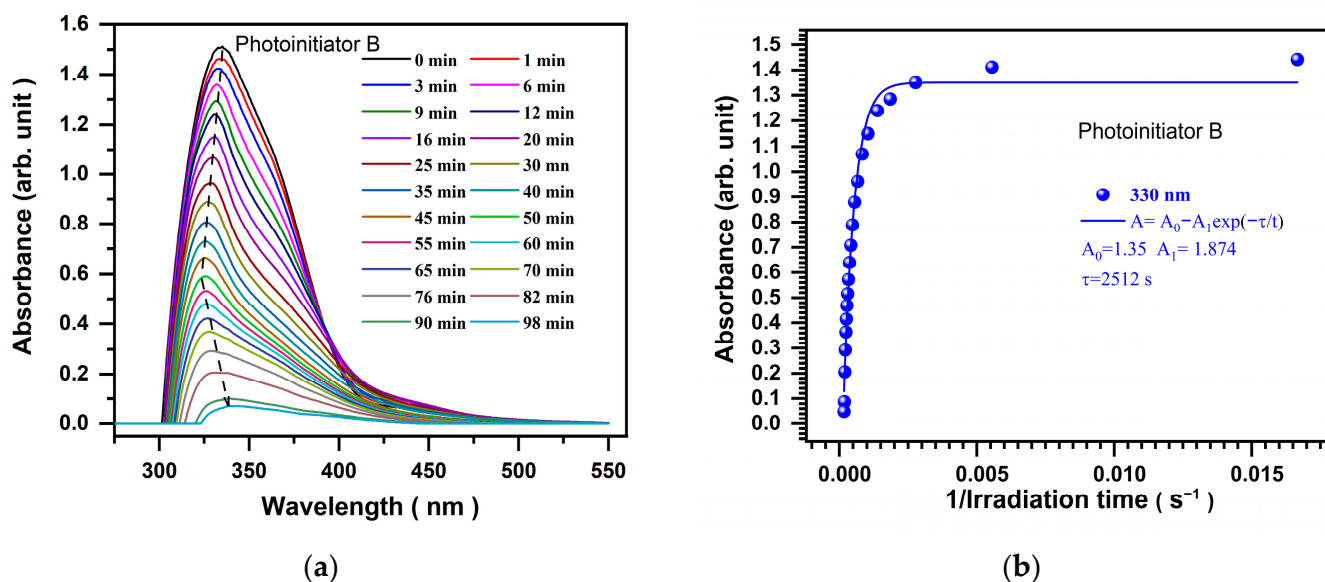 Photoinitiator B
0 min 1 min
3 min 6 min
9 min 12 min
16 min 20 min
25 min 30 mn
35 min 40 min
45 min 50 min
55 min 60 min
65 min 70 min
76 min 82 min
90 min 98 min
Absorbance (arb. unit )
1.6
1.4
1.2
1.0
0.8
0.6
0.4
0.2
0.0
300 350 400 450 500 550
Wavelength ( nm )
(a)
Photoinitiator B
330 nm
A= A₀−A₁exp(−τ/t)
A₀=1.35 A₁= 1.874
τ=2512 s
Absorbance (arb. unit)
1.5
1.4
1.3
1.2
1.1
1.0
0.9
0.8
0.7
0.6
0.5
0.4
0.3
0.2
0.1
0.0
0.000 0.005 0.010 0.015
1/Irradiation time ( s⁻¹ )
(b)